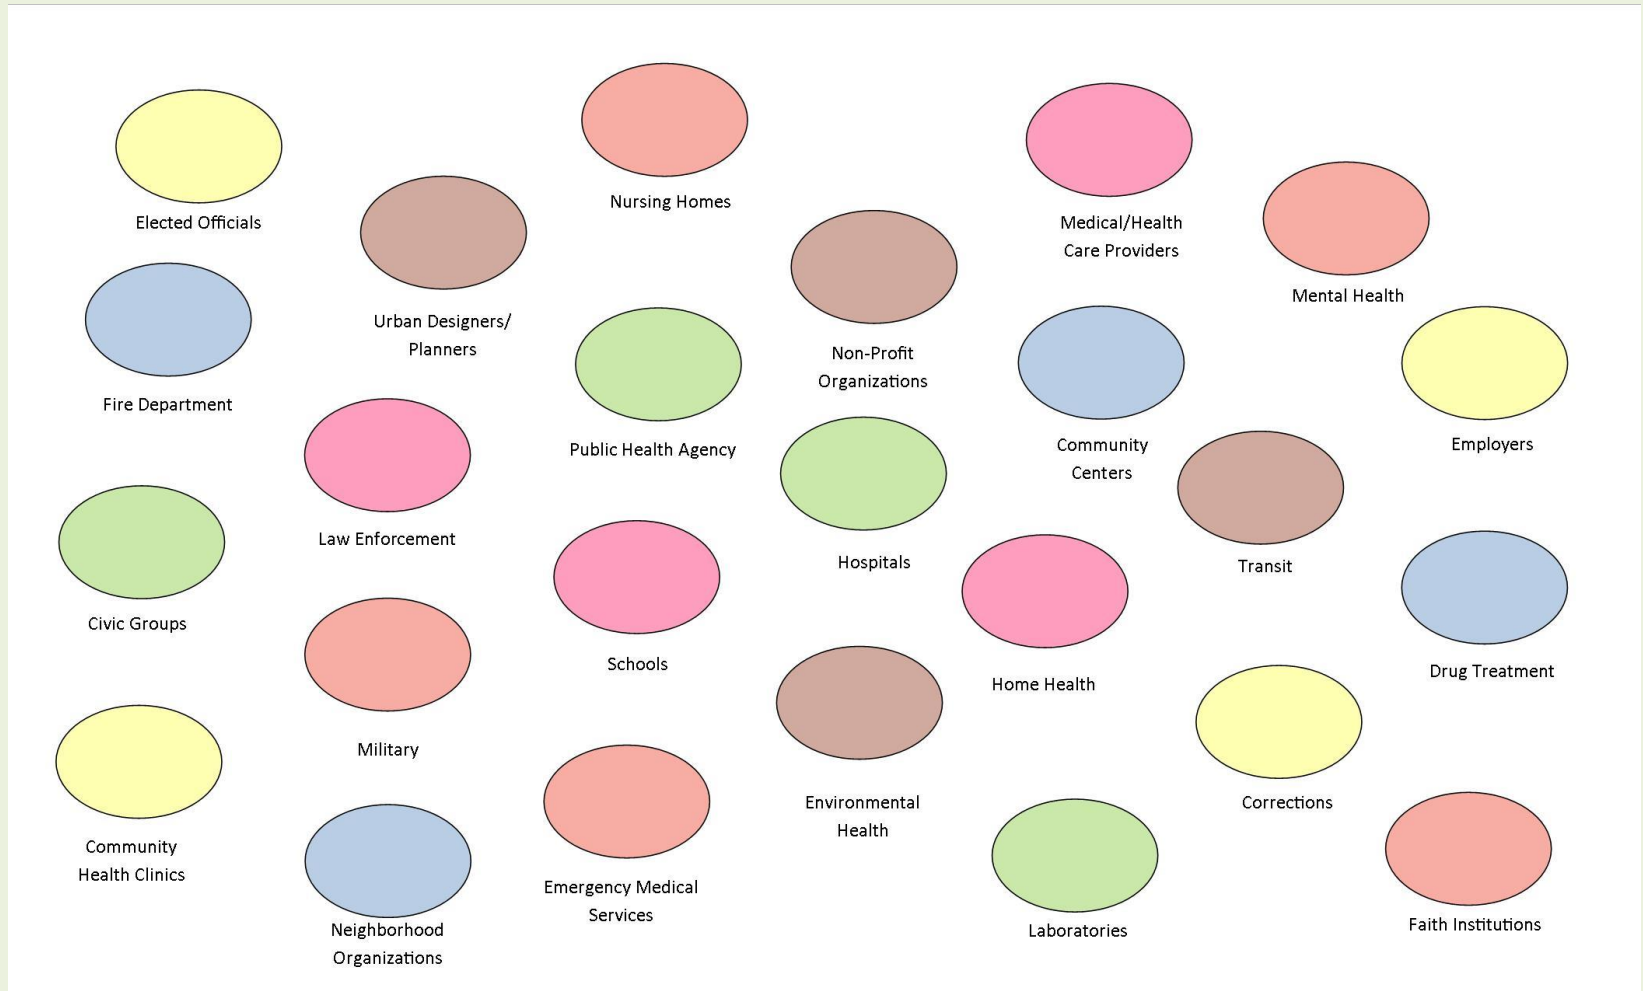 Nursing Homes
Elected Officials
Medical/Health
Care Providers
Mental Health
Urban Designers/
Planners
Non-Profit
Organizations
Fire Department
Public Health Agency
Community
Centers
Employers
Law Enforcement
Hospitals
Transit
Civic Groups
Schools
Home Health
Drug Treatment
Military
Environmental
Health
Corrections
Community
Health Clinics
Emergency Medical
Services
Neighborhood
Organizations
Laboratories
Faith Institutions